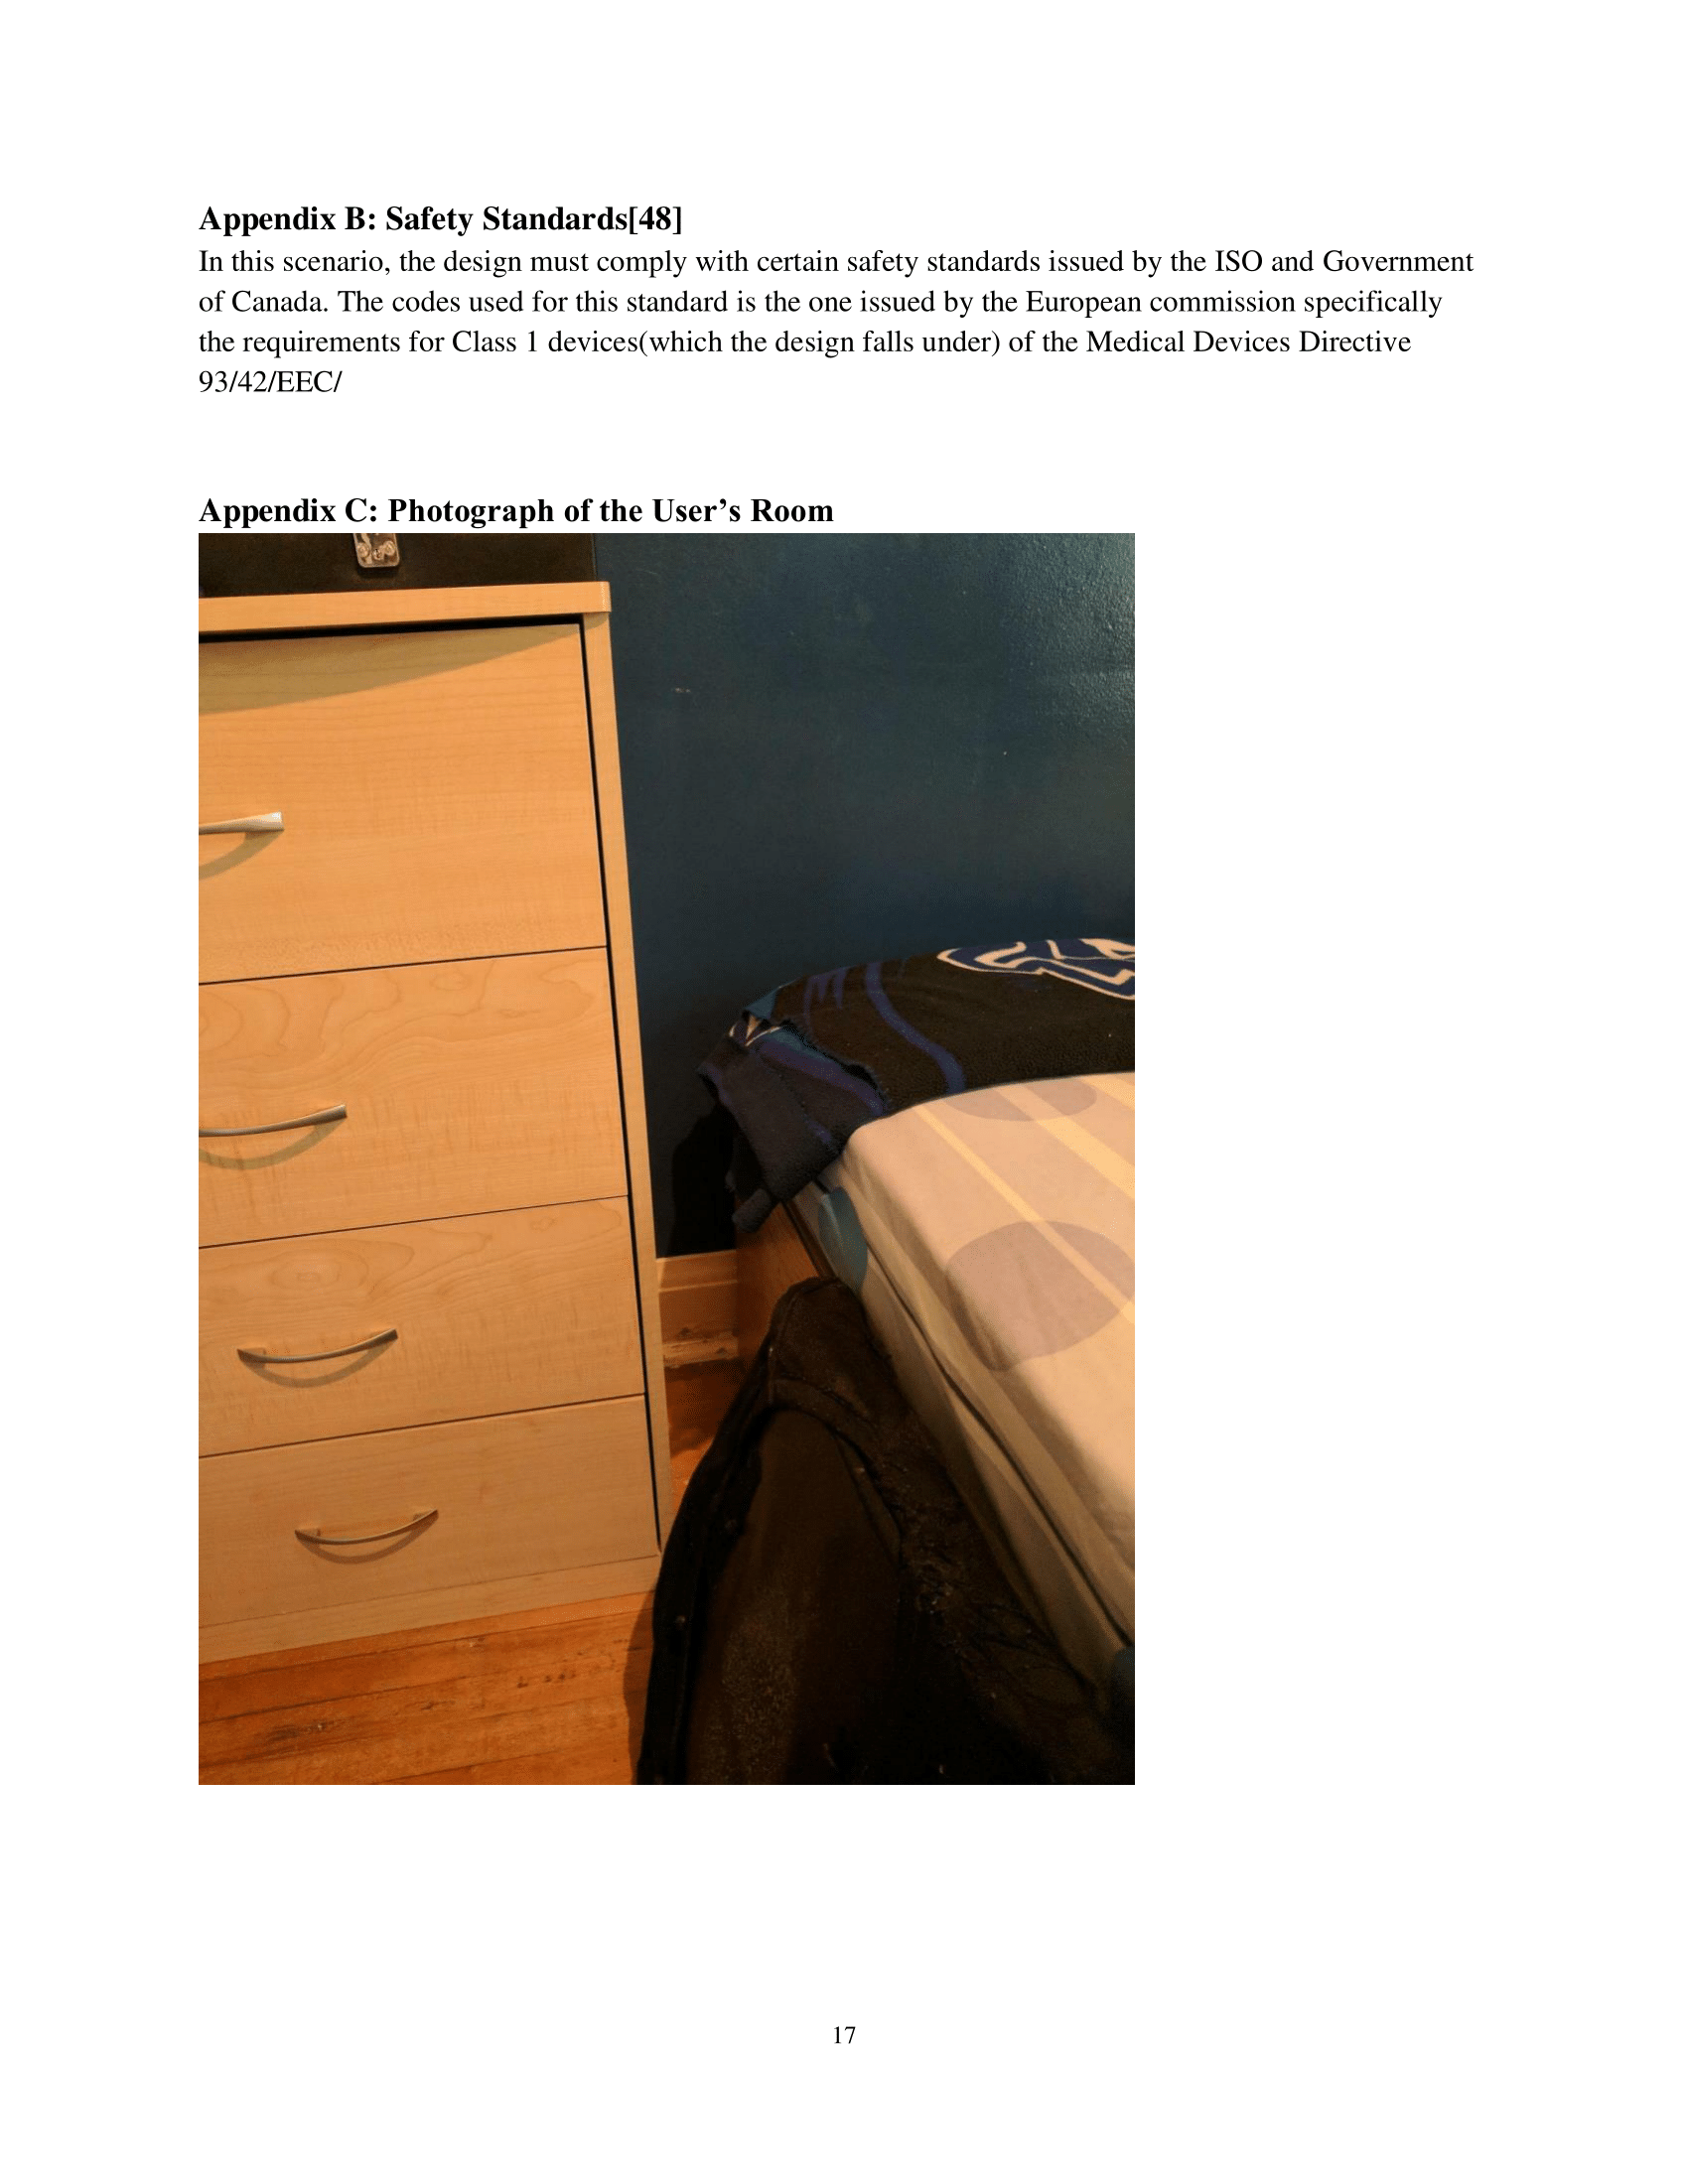 Appendix B: Safety Standards[48]
In this scenario, the design must comply with certain safety standards issued by the ISO and Government
of Canada. The codes used for this standard is the one issued by the European commission specifically
the requirements for Class 1 devices(which the design falls under) of the Medical Devices Directive
93/42/EEC/
Appendix C: Photograph of the User’s Room
17